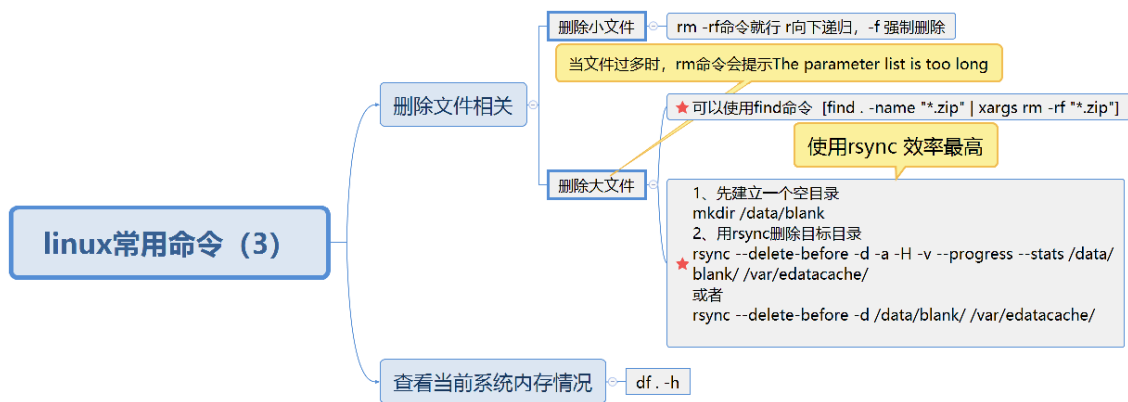 linux常用命令（3）
删除文件相关
删除小文件
rm -rf命令就行 r向下递归，-f 强制删除
当文件过多时，rm命令会提示The parameter list is too long
删除大文件
可以使用find命令  [find . -name "*.zip" | xargs rm -rf "*.zip"]
使用rsync 效率最高
1、先建立一个空目录
mkdir /data/blank
2、用rsync删除目标目录
rsync --delete-before -d -a -H -v --progress --stats /data/
blank/ /var/edatacache/
或者
rsync --delete-before -d /data/blank/ /var/edatacache/
查看当前系统内存情况
df . -h